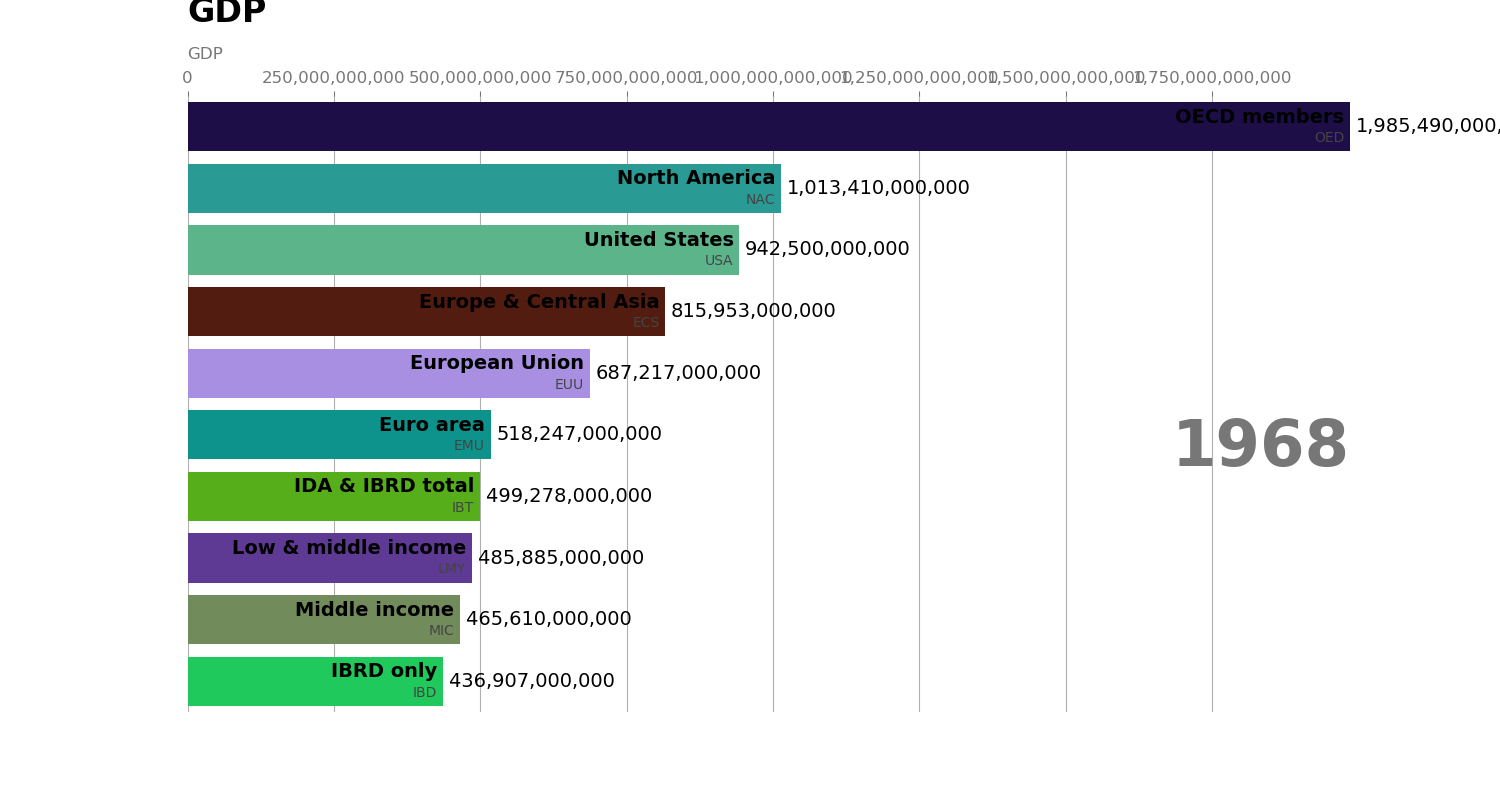 GDP
GDP
0 250,000,000,000 500,000,000,000 750,000,000,000 1,000,000,000,000 1,250,000,000,000 1,500,000,000,000 1,750,000,000,000
OECD members
OED
1,985,490,000,
North America
NAC
1,013,410,000,000
United States
USA
942,500,000,000
Europe & Central Asia
ECS
815,953,000,000
European Union
EUU
687,217,000,000
Euro area
EMU
518,247,000,000
1968
IDA & IBRD total
IBT
499,278,000,000
Low & middle income
LMY
485,885,000,000
Middle income
MIC
465,610,000,000
IBRD only
IBD
436,907,000,000